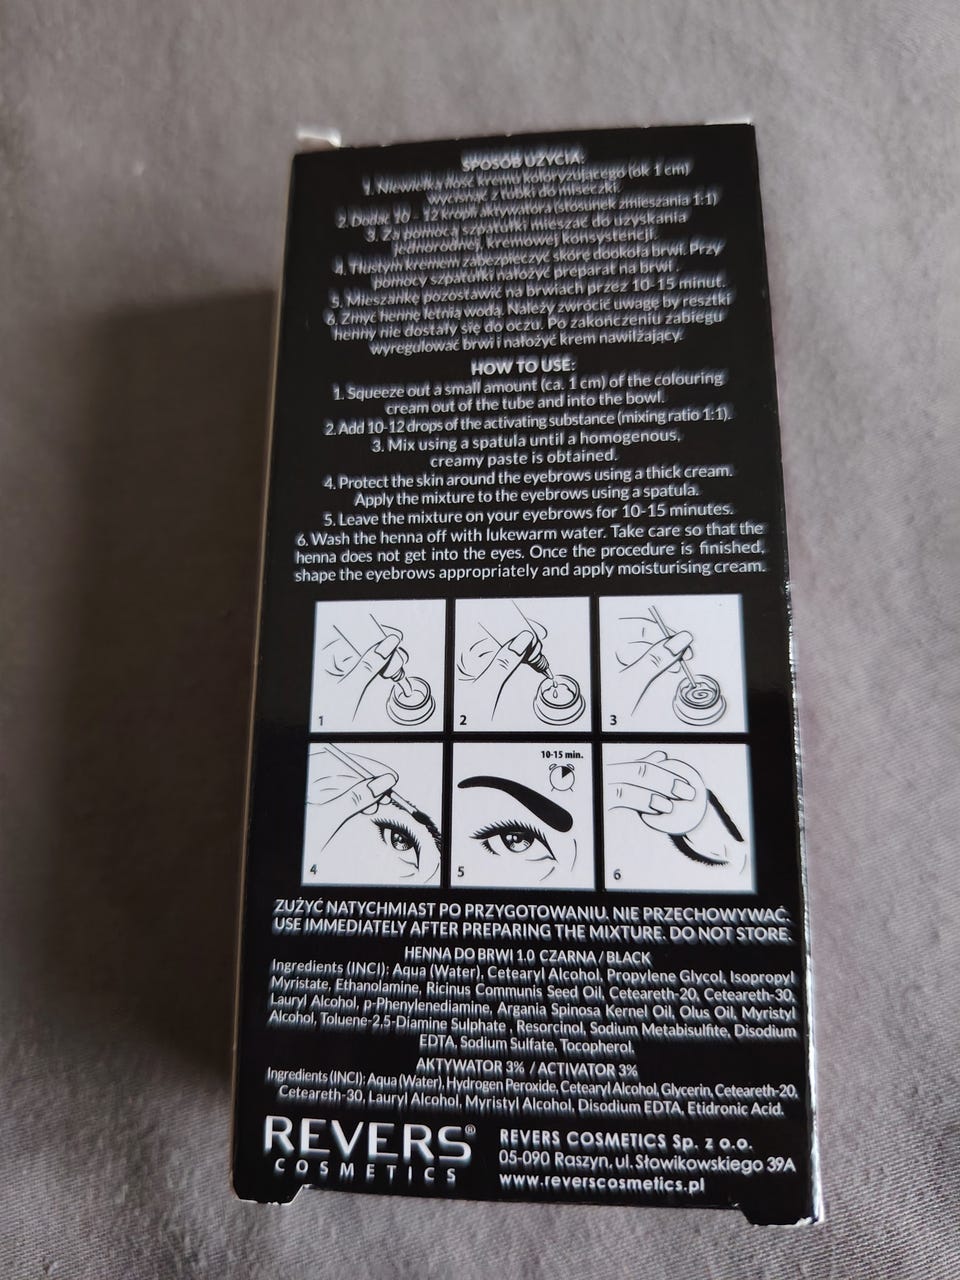 SPOSÓB UŻYCIA:
1. Niewielką ilość kremu koloryzującego (ok 1 cm)
wycisnąć z tubki do miseczki.
2. Dodać 10 - 12 kropli aktywatora (stosunek zmieszania 1:1)
3. Za pomocą szpatułki mieszać do uzyskania
jednorodnej, kremowej konsystencji.
4. Tłustym kremem zabezpieczyć skórę dookoła brwi. Przy
pomocy szpatułki nałożyć preparat na brwi.
5. Mieszankę pozostawić na brwiach przez 10-15 minut.
6. Zmyć hennę letnią wodą. Należy zwrócić uwagę by resztki
henny nie dostały się do oczu. Po zakończeniu zabiegu
wyregulować brwi i nałożyć krem nawilżający.
HOW TO USE:
1. Squeeze out a small amount (ca. 1 cm) of the colouring
cream out of the tube and into the bowl.
2. Add 10-12 drops of the activating substance (mixing ratio 1:1).
3. Mix using a spatula until a homogenous,
creamy paste is obtained.
4. Protect the skin around the eyebrows using a thick cream.
Apply the mixture to the eyebrows using a spatula.
5. Leave the mixture on your eyebrows for 10-15 minutes.
6. Wash the henna off with lukewarm water. Take care so that the
henna does not get into the eyes. Once the procedure is finished,
shape the eyebrows appropriately and apply moisturising cream.
1
2
3
4
10-15 min.
5
6
ZUŻYĆ NATYCHMIAST PO PRZYGOTOWANIU. NIE PRZECHOWYWAĆ.
USE IMMEDIATELY AFTER PREPARING THE MIXTURE. DO NOT STORE.
HENNA DO BRWI 1.0 CZARNA / BLACK
Ingredients (INCI): Aqua (Water), Cetearyl Alcohol, Propylene Glycol, Isopropyl
Myristate, Ethanolamine, Ricinus Communis Seed Oil, Ceteareth-20, Ceteareth-30,
Lauryl Alcohol, p-Phenylenediamine, Argania Spinosa Kernel Oil, Olus Oil, Myristyl
Alcohol, Toluene-2,5-Diamine Sulphate , Resorcinol, Sodium Metabisulfite, Disodium
EDTA, Sodium Sulfate, Tocopherol.
AKTYWATOR 3% / ACTIVATOR 3%
Ingredients (INCI): Aqua (Water), Hydrogen Peroxide, Cetearyl Alcohol, Glycerin, Ceteareth-20,
Ceteareth-30, Lauryl Alcohol, Myristyl Alcohol, Disodium EDTA, Etidronic Acid.
REVERS®
COSMETICS
REVERS COSMETICS Sp. z o.o.
05-090 Raszyn, ul. Słowikowskiego 39A
www.reverscosmetics.pl